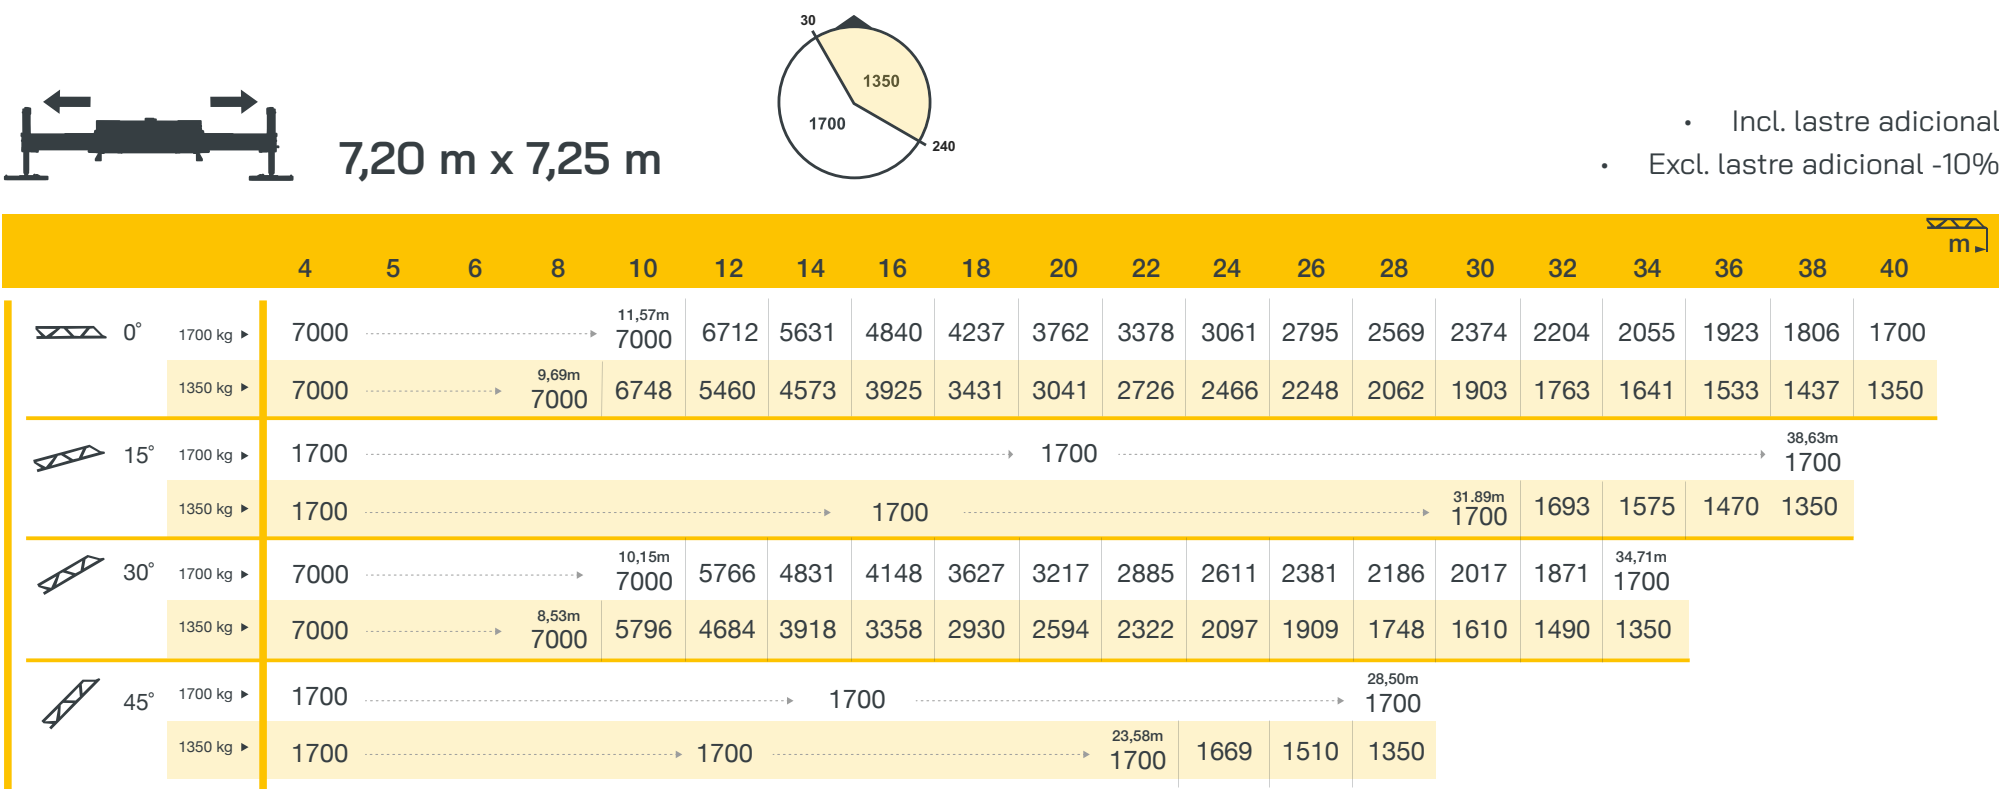 30
1350
1700
240
7,20 m x 7,25 m
• Incl. lastre adicional
• Excl. lastre adicional -10%
m
4 5 6 8 10 12 14 16 18 20 22 24 26 28 30 32 34 36 38 40
11,57m
0° 1700 kg 7000 7000 6712 5631 4840 4237 3762 3378 3061 2795 2569 2374 2204 2055 1923 1806 1700
9,69m
1350 kg 7000 7000 6748 5460 4573 3925 3431 3041 2726 2466 2248 2062 1903 1763 1641 1533 1437 1350
38,63m
15° 1700 kg 1700 1700 1700
31.89m
1350 kg 1700 1700 1700 1693 1575 1470 1350
10,15m 34,71m
30° 1700 kg 7000 7000 5766 4831 4148 3627 3217 2885 2611 2381 2186 2017 1871 1700
8,53m
1350 kg 7000 7000 5796 4684 3918 3358 2930 2594 2322 2097 1909 1748 1610 1490 1350
28,50m
45° 1700 kg 1700 1700 1700
23,58m
1350 kg 1700 1700 1700 1669 1510 1350